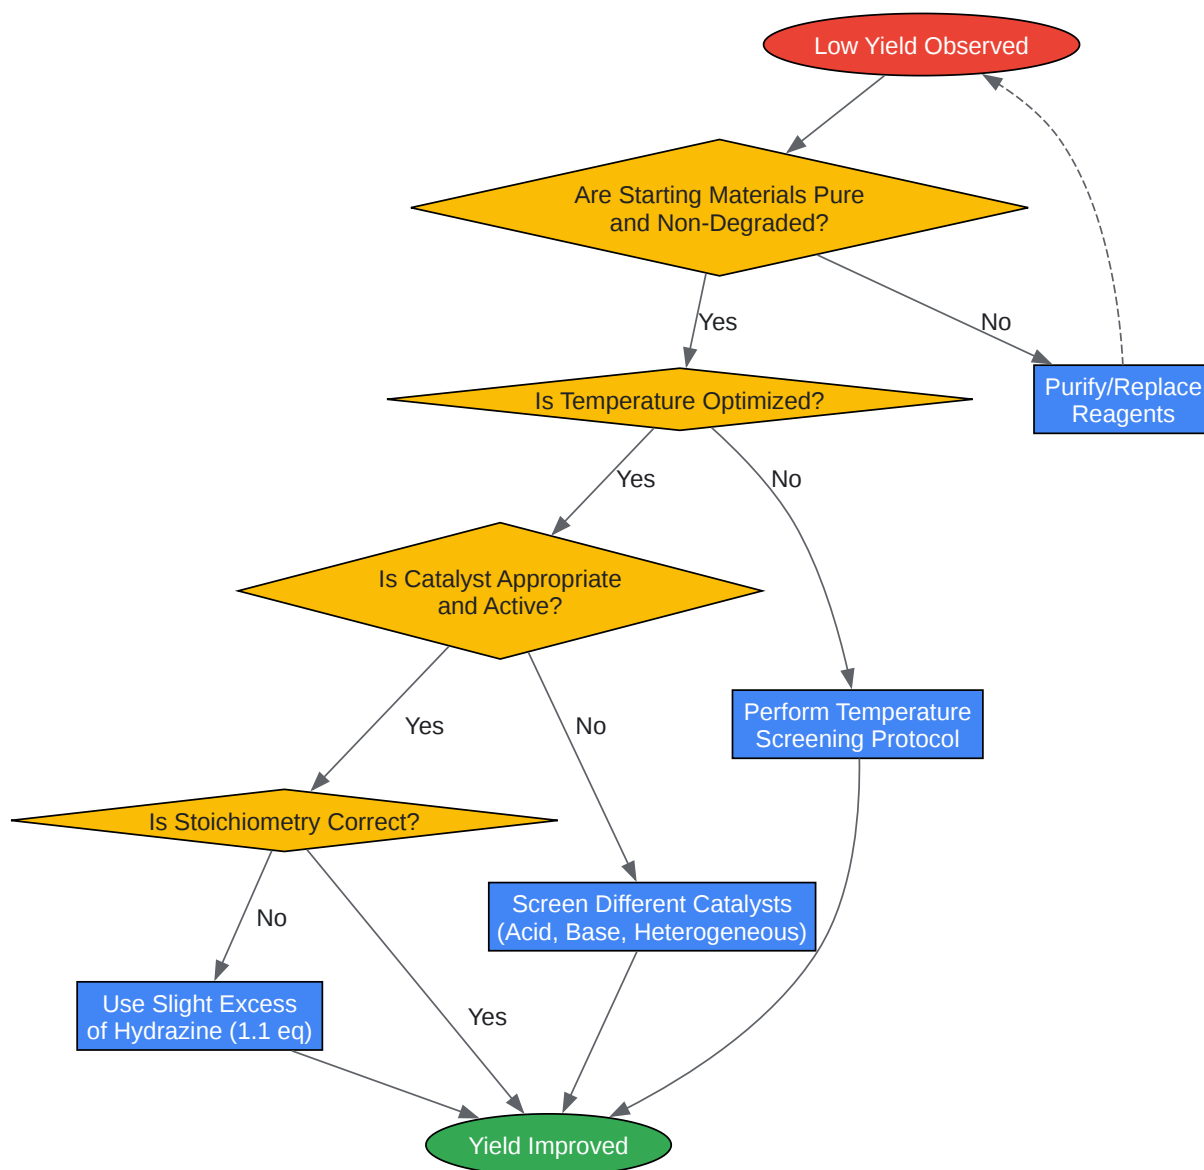 Low Yield Observed
Are Starting Materials Pure
and Non-Degraded?
Yes
No
Purify/Replace
Reagents
Is Temperature Optimized?
Yes
No
Is Catalyst Appropriate
and Active?
Perform Temperature
Screening Protocol
Yes
No
Is Stoichiometry Correct?
Screen Different Catalysts
(Acid, Base, Heterogeneous)
No
Use Slight Excess
of Hydrazine (1.1 eq)
Yes
Yield Improved